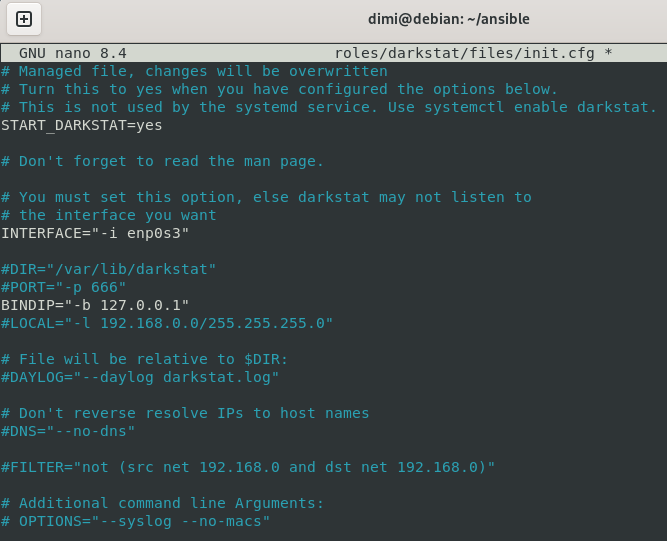 dimi@debian: ~/ansible
GNU nano 8.4 roles/darkstat/files/init.cfg *
# Managed file, changes will be overwritten
# Turn this to yes when you have configured the options below.
# This is not used by the systemd service. Use systemctl enable darkstat.
START_DARKSTAT=yes
# Don't forget to read the man page.
# You must set this option, else darkstat may not listen to
# the interface you want
INTERFACE="-i enp0s3"
#DIR="/var/lib/darkstat"
#PORT="-p 666"
BINDIP="-b 127.0.0.1"
#LOCAL="-l 192.168.0.0/255.255.255.0"
# File will be relative to $DIR:
#DAYLOG="--daylog darkstat.log"
# Don't reverse resolve IPs to host names
#DNS="--no-dns"
#FILTER="not (src net 192.168.0 and dst net 192.168.0)"
# Additional command line Arguments:
# OPTIONS="--syslog --no-macs"